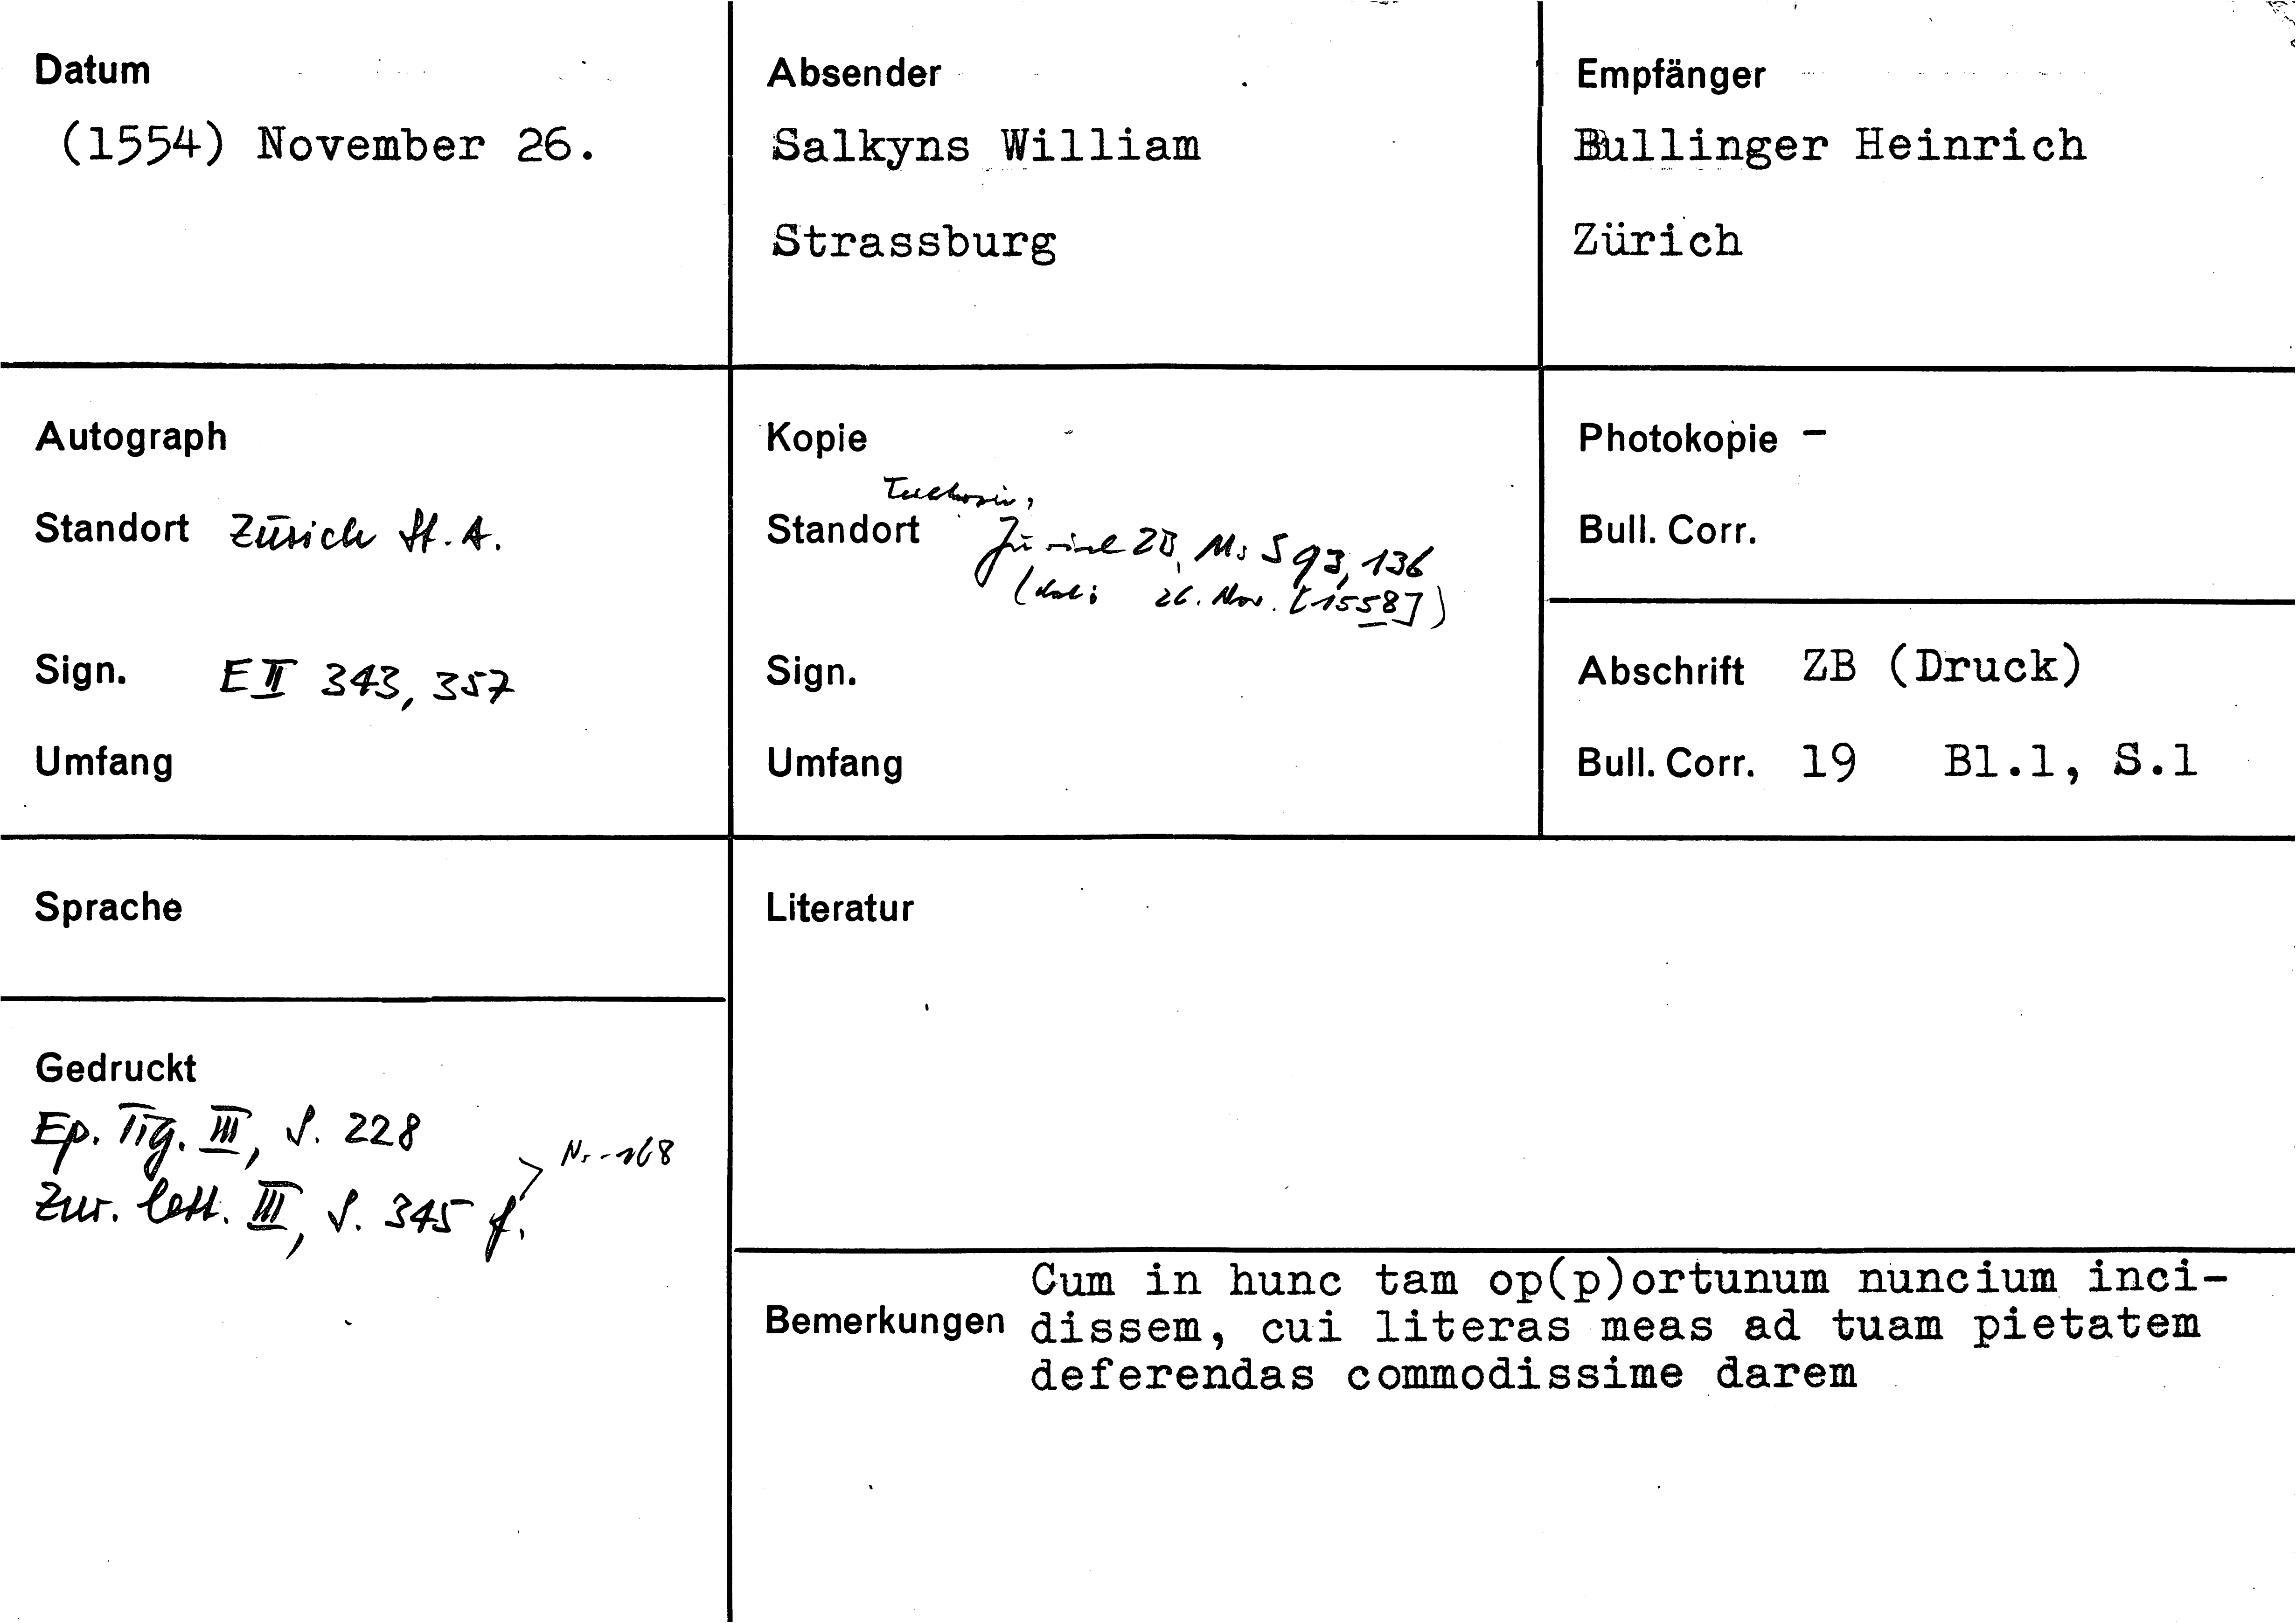 Datum
(1554) November 26.
Absender
Salkyns William
Strassburg
Empfänger
Bullinger Heinrich
Zürich
Autograph
Standort Zürich St. A.
Sign. E II 343, 357
Umfang
Kopie
Standort Zürich ZB, Ms S 93, 136
(dat: 26. Nov. [1558])
Sign.
Umfang
Photokopie -
Bull. Corr.
Abschrift ZB (Druck)
Bull. Corr. 19 Bl.1, S.1
Sprache
Literatur
Gedruckt
Ep. Tig. III, S. 228
Nr. 168
Zur. lett. III, S. 345 f.
Bemerkungen
Cum in hunc tam op(p)ortunum nuncium inci-
dissem, cui literas meas ad tuam pietatem
deferendas commodissime darem